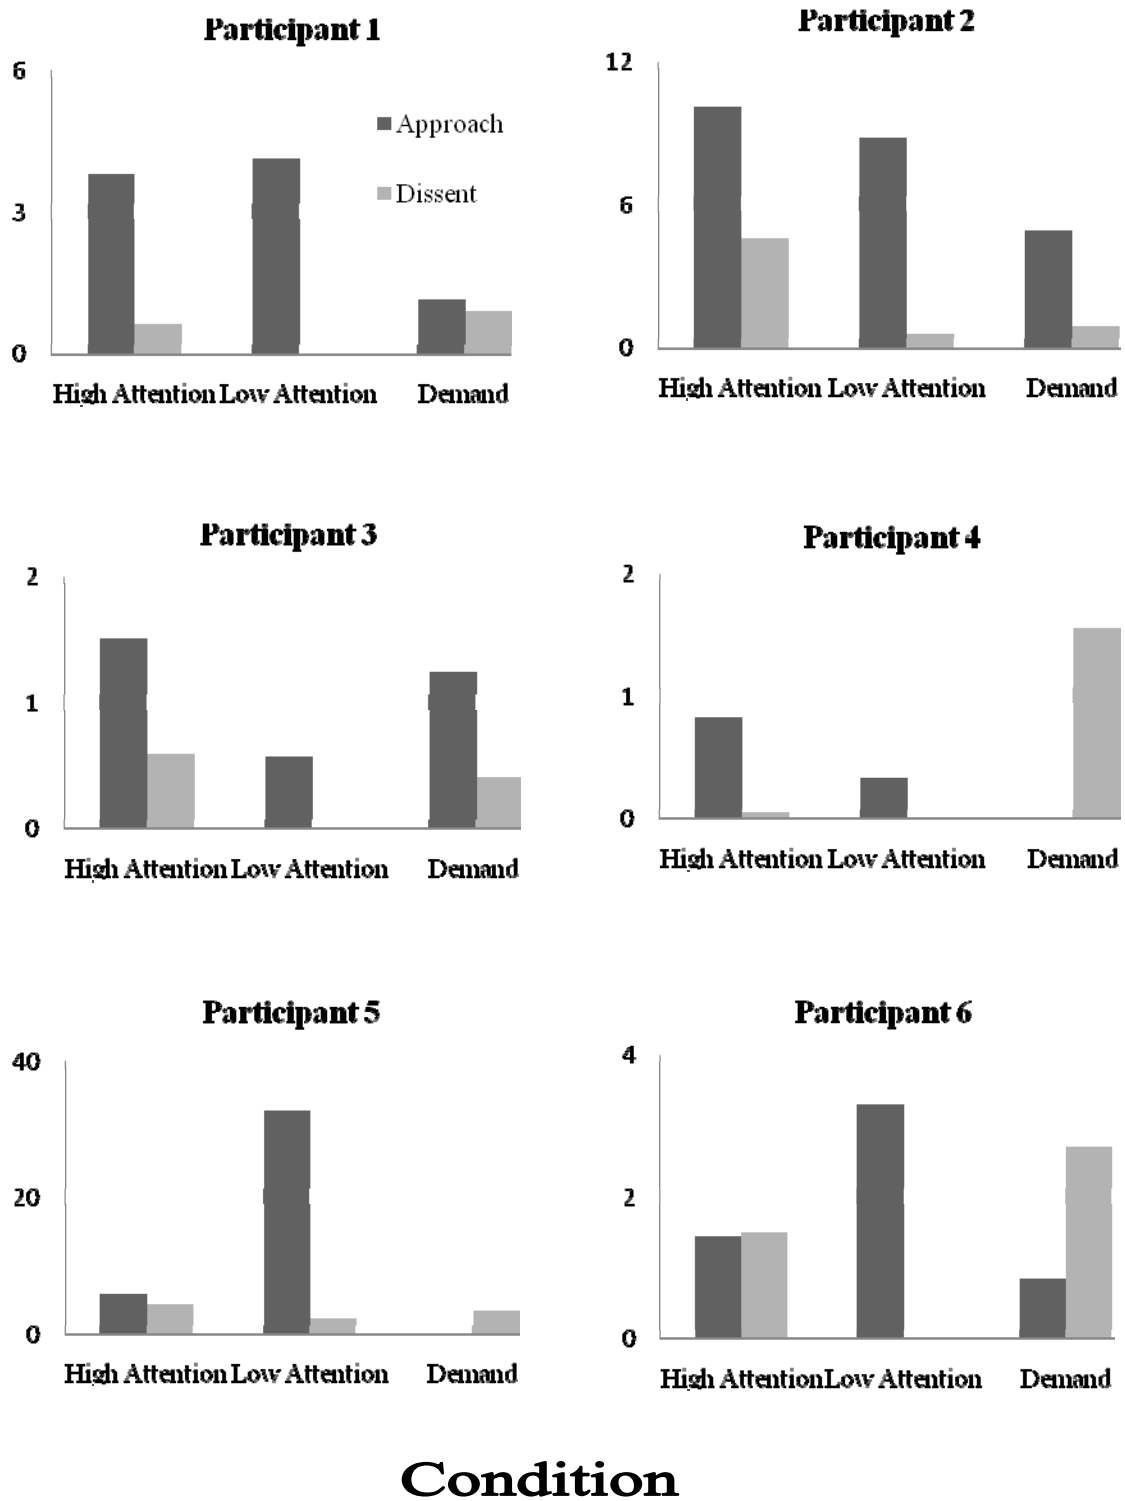 Participant 1
6
Approach
Dissent
3
0
High Attention Low Attention Demand
Participant 2
12
6
0
High Attention Low Attention Demand
Participant 3
2
1
0
High Attention Low Attention Demand
Participant 4
2
1
0
High Attention Low Attention Demand
Participant 5
40
20
0
High Attention Low Attention Demand
Participant 6
4
2
0
High Attention Low Attention Demand
Condition